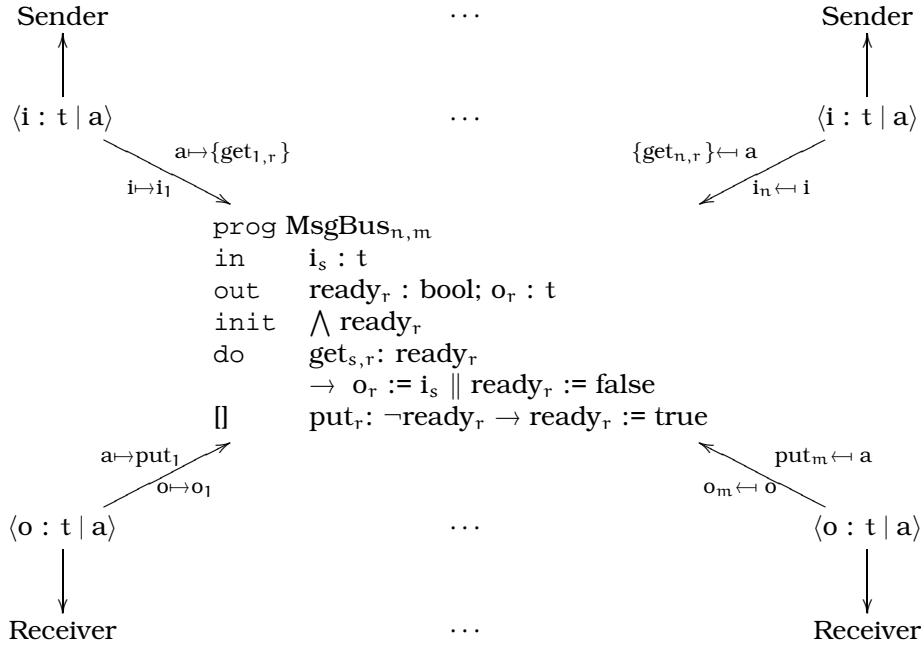 Sender ... Sender
⟨i : t | a⟩ ... ⟨i : t | a⟩
a↦{get₁,ᵣ} {getₙ,ᵣ}↤ a
i↦i₁ iₙ↤ i
prog MsgBusₙ,ₘ
in iₛ : t
out readyᵣ : bool; oᵣ : t
init ⋀ readyᵣ
do getₛ,ᵣ: readyᵣ
→ oᵣ := iₛ ∥ readyᵣ := false
[] putᵣ: ¬readyᵣ → readyᵣ := true
a↦put₁ putₘ↤ a
o↦o₁ oₘ↤ o
⟨o : t | a⟩ ... ⟨o : t | a⟩
Receiver ... Receiver